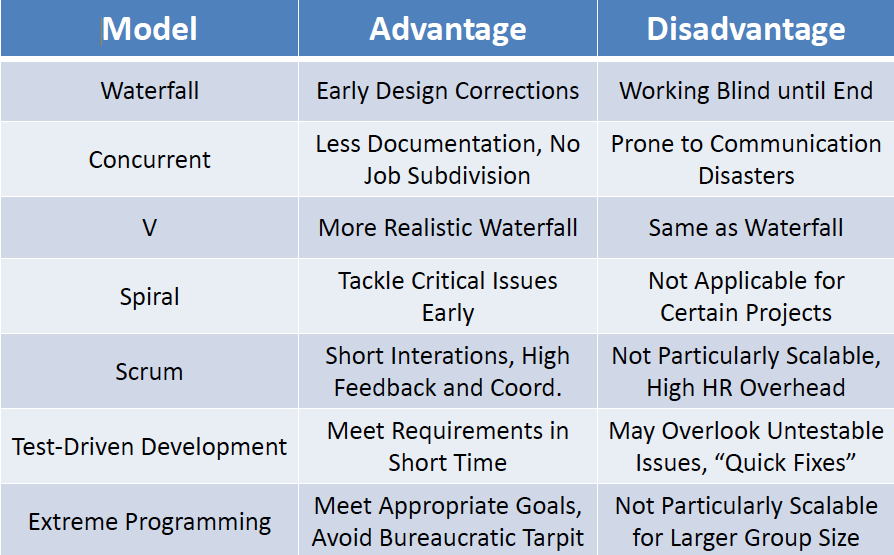 Model Advantage Disadvantage
Waterfall Early Design Corrections Working Blind until End
Concurrent Less Documentation, No Job Subdivision Prone to Communication Disasters
V More Realistic Waterfall Same as Waterfall
Spiral Tackle Critical Issues Early Not Applicable for Certain Projects
Scrum Short Interations, High Feedback and Coord. Not Particularly Scalable, High HR Overhead
Test-Driven Development Meet Requirements in Short Time May Overlook Untestable Issues, “Quick Fixes”
Extreme Programming Meet Appropriate Goals, Avoid Bureaucratic Tarpit Not Particularly Scalable for Larger Group Size